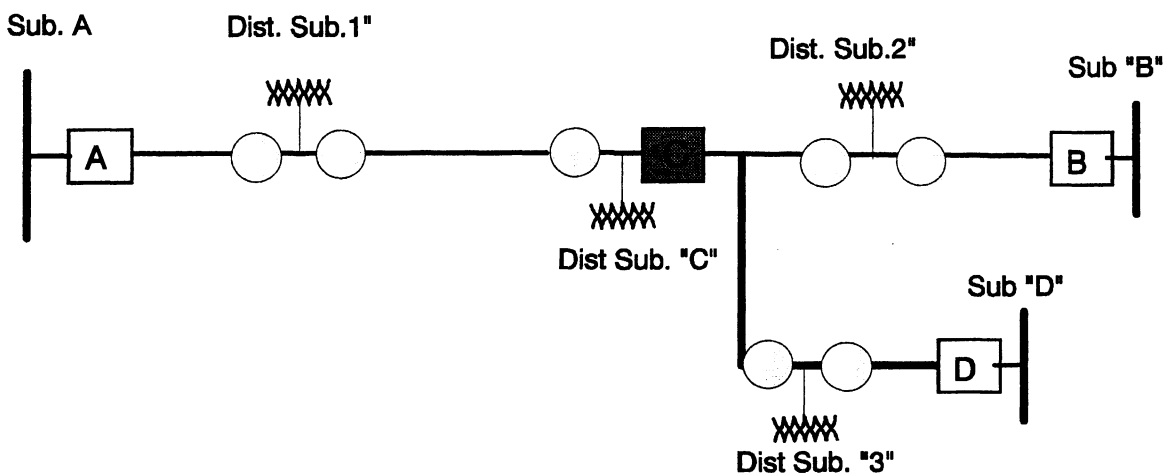 Sub. A
Dist. Sub.1"
Dist. Sub.2"
Sub "B"
A
C
B
Dist Sub. "C"
Sub "D"
D
Dist Sub. "3"